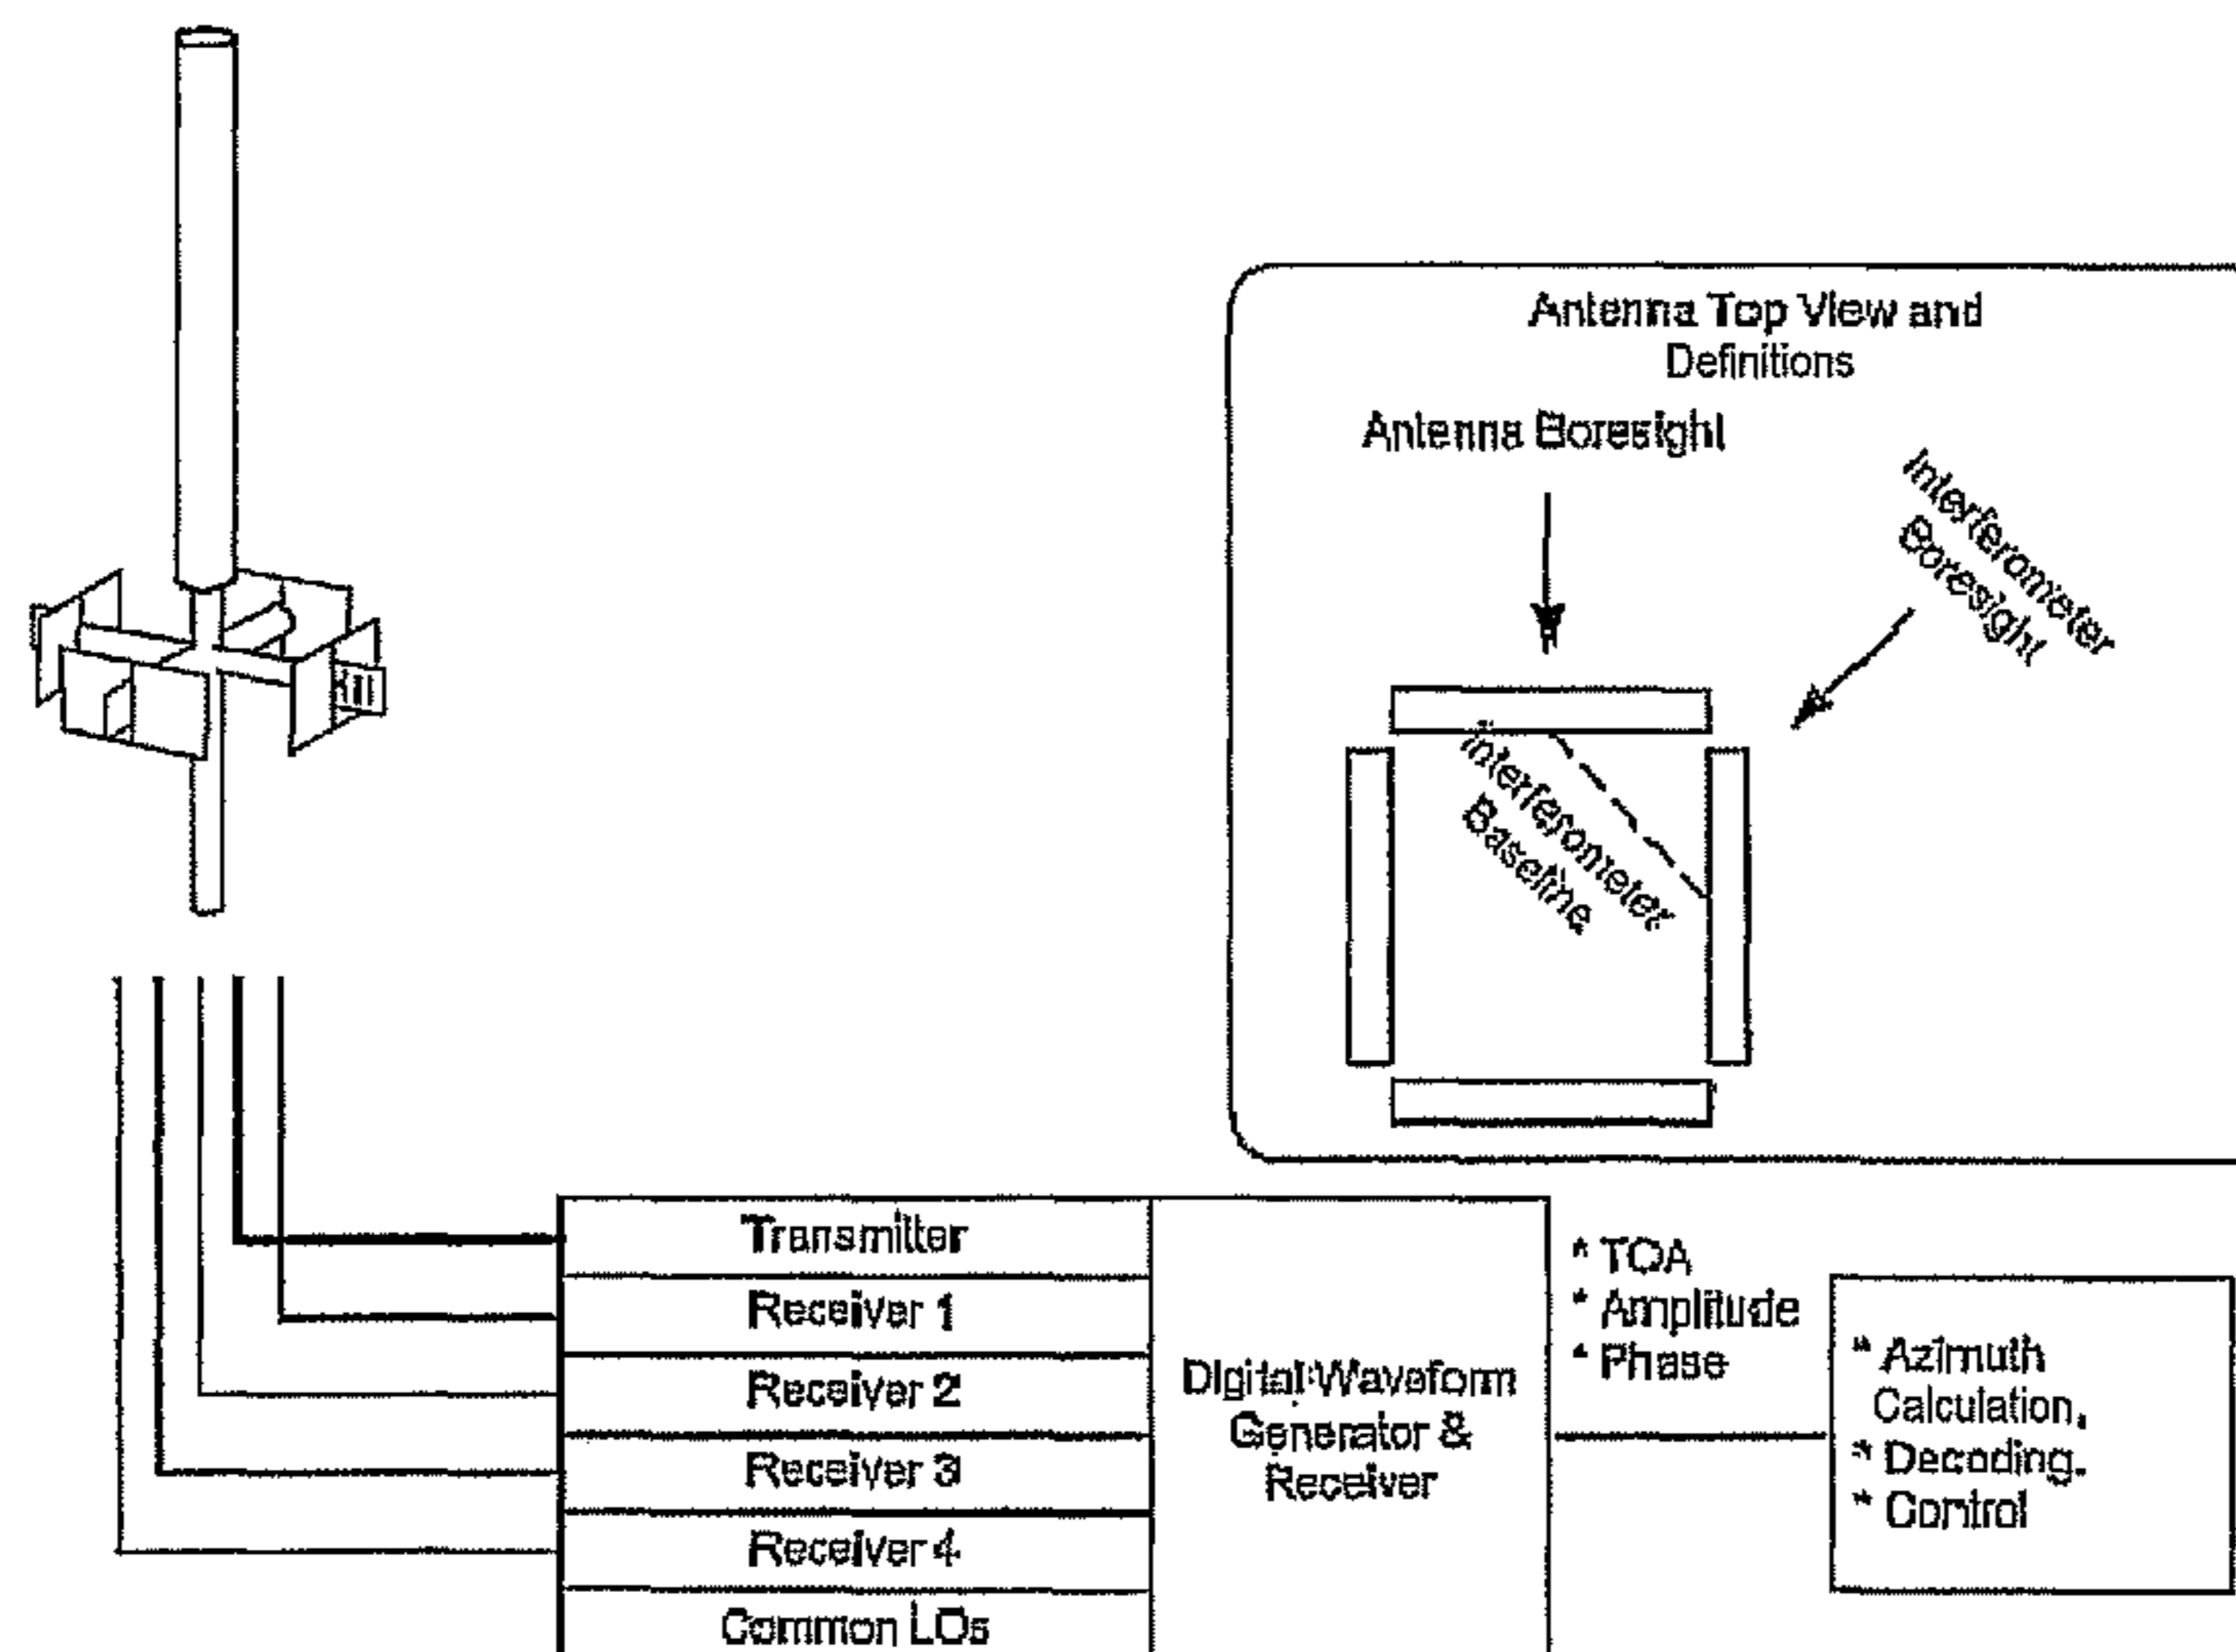 Antenna Top View and
Definitions
Antenna Boresight
Interferometer
Boresight
Interferometer
Baseline
Transmitter
Receiver 1
Receiver 2
Receiver 3
Receiver 4
Common LOs
Digital Waveform
Generator &
Receiver
* TOA
* Amplitude
* Phase
* Azimuth
Calculation,
* Decoding.
* Control